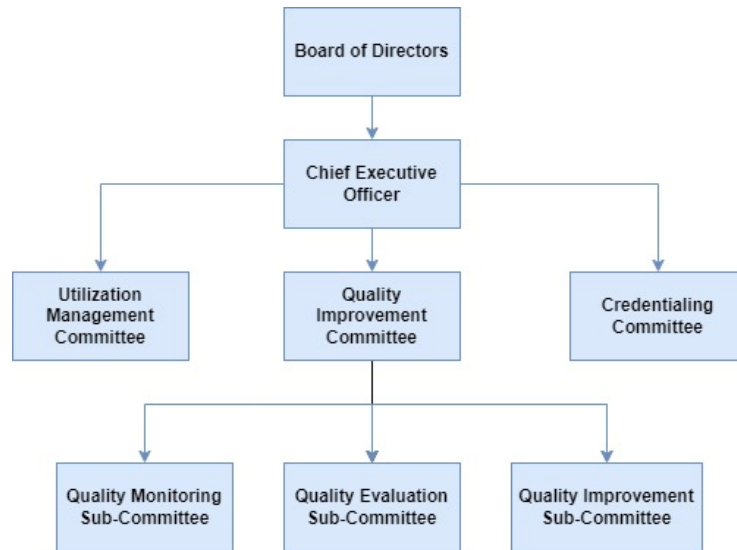 Board of Directors
Chief Executive
Officer
Utilization
Management
Committee
Quality
Improvement
Committee
Credentialing
Committee
Quality Monitoring
Sub-Committee
Quality Evaluation
Sub-Committee
Quality Improvement
Sub-Committee